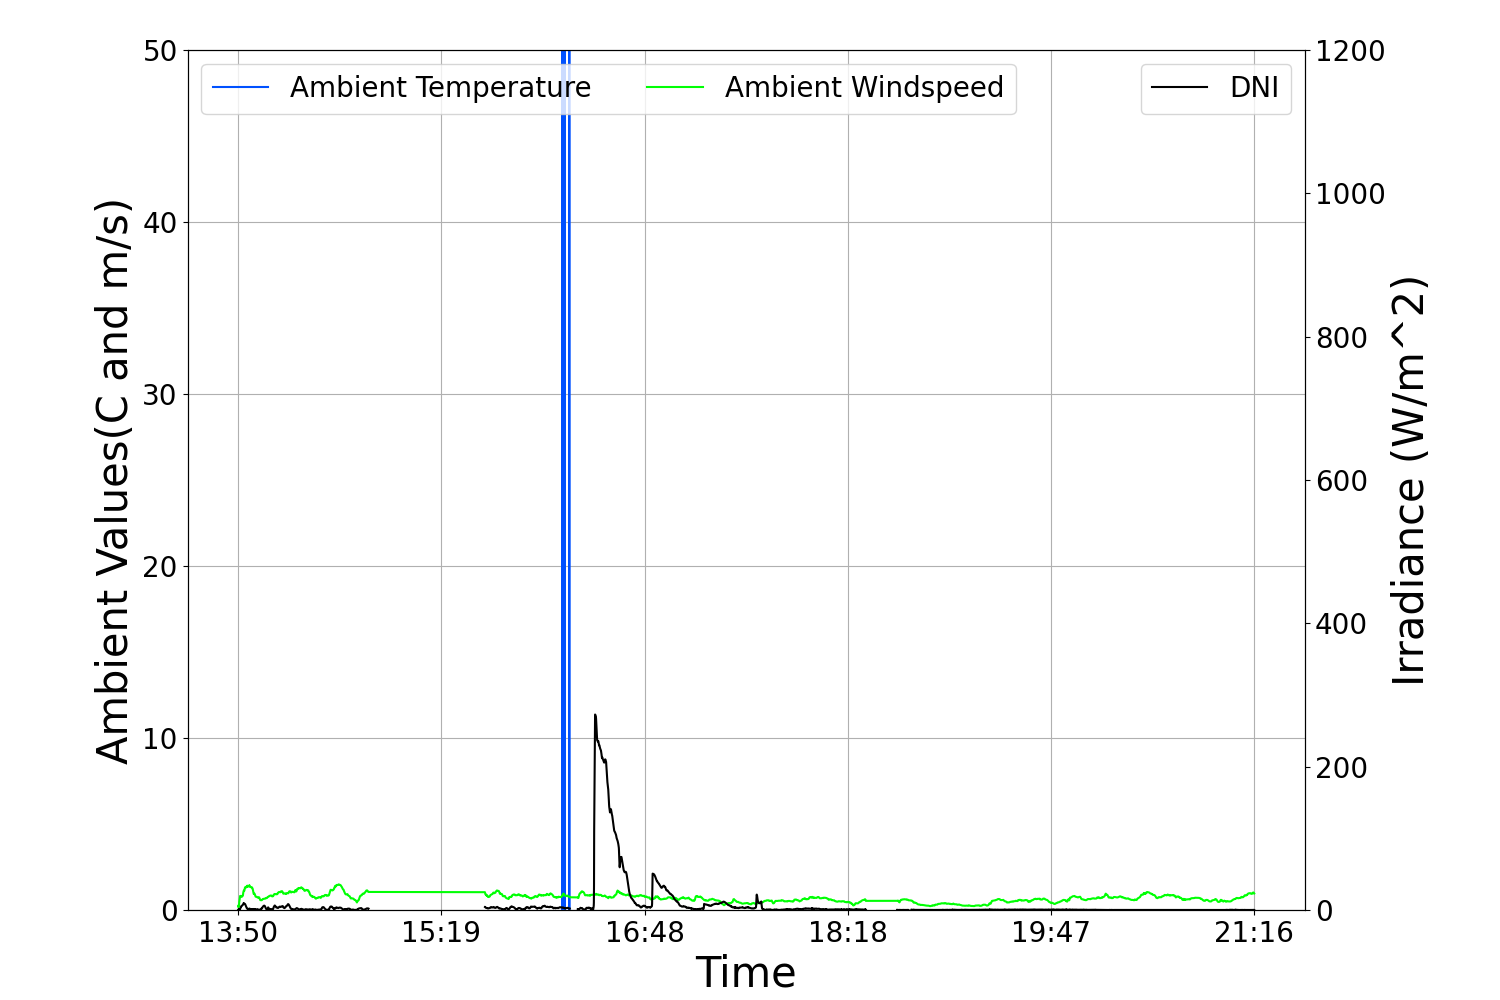 Ambient Temperature
Ambient Windspeed
DNI
Ambient Values(C and m/s)
50
40
30
20
10
0
1200
1000
800
600
400
200
0
Irradiance (W/m^2)
13:50 15:19 16:48 18:18 19:47 21:16
Time